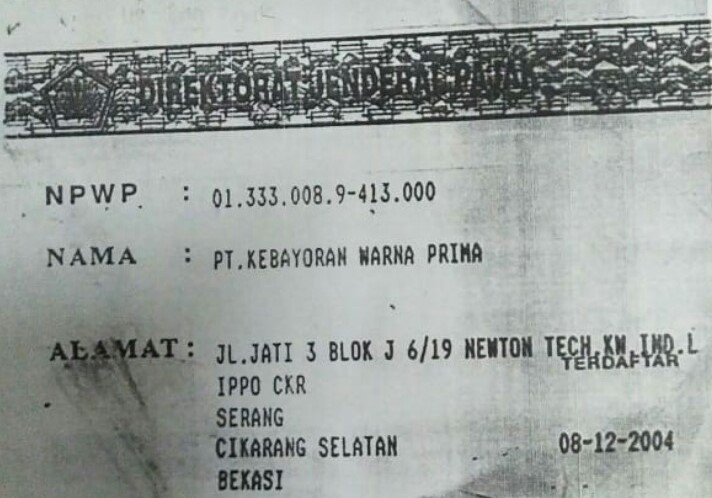 DIREKTORAT JENDERAL PAJAK
NPWP : 01.333.008.9-413.000
NAMA : PT.KEBAYORAN WARNA PRIMA
ALAMAT : JL.JATI 3 BLOK J 6/19 NEWTON TECH KW.IND.L
TERDAFTAR
IPPO CKR
SERANG
CIKARANG SELATAN 08-12-2004
BEKASI